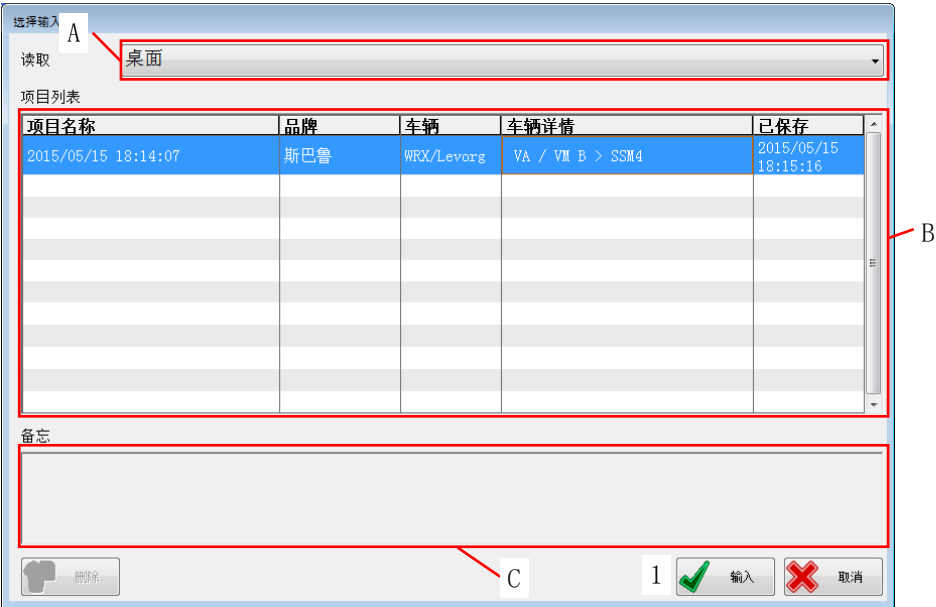 选择输入
A
读取
桌面
项目列表
项目名称 品牌 车辆 车辆详情 已保存
2015/05/15 18:14:07 斯巴鲁 WRX/Levorg VA / VM B > SSM4 2015/05/15
18:15:16
B
备忘
删除 C 1 输入 取消